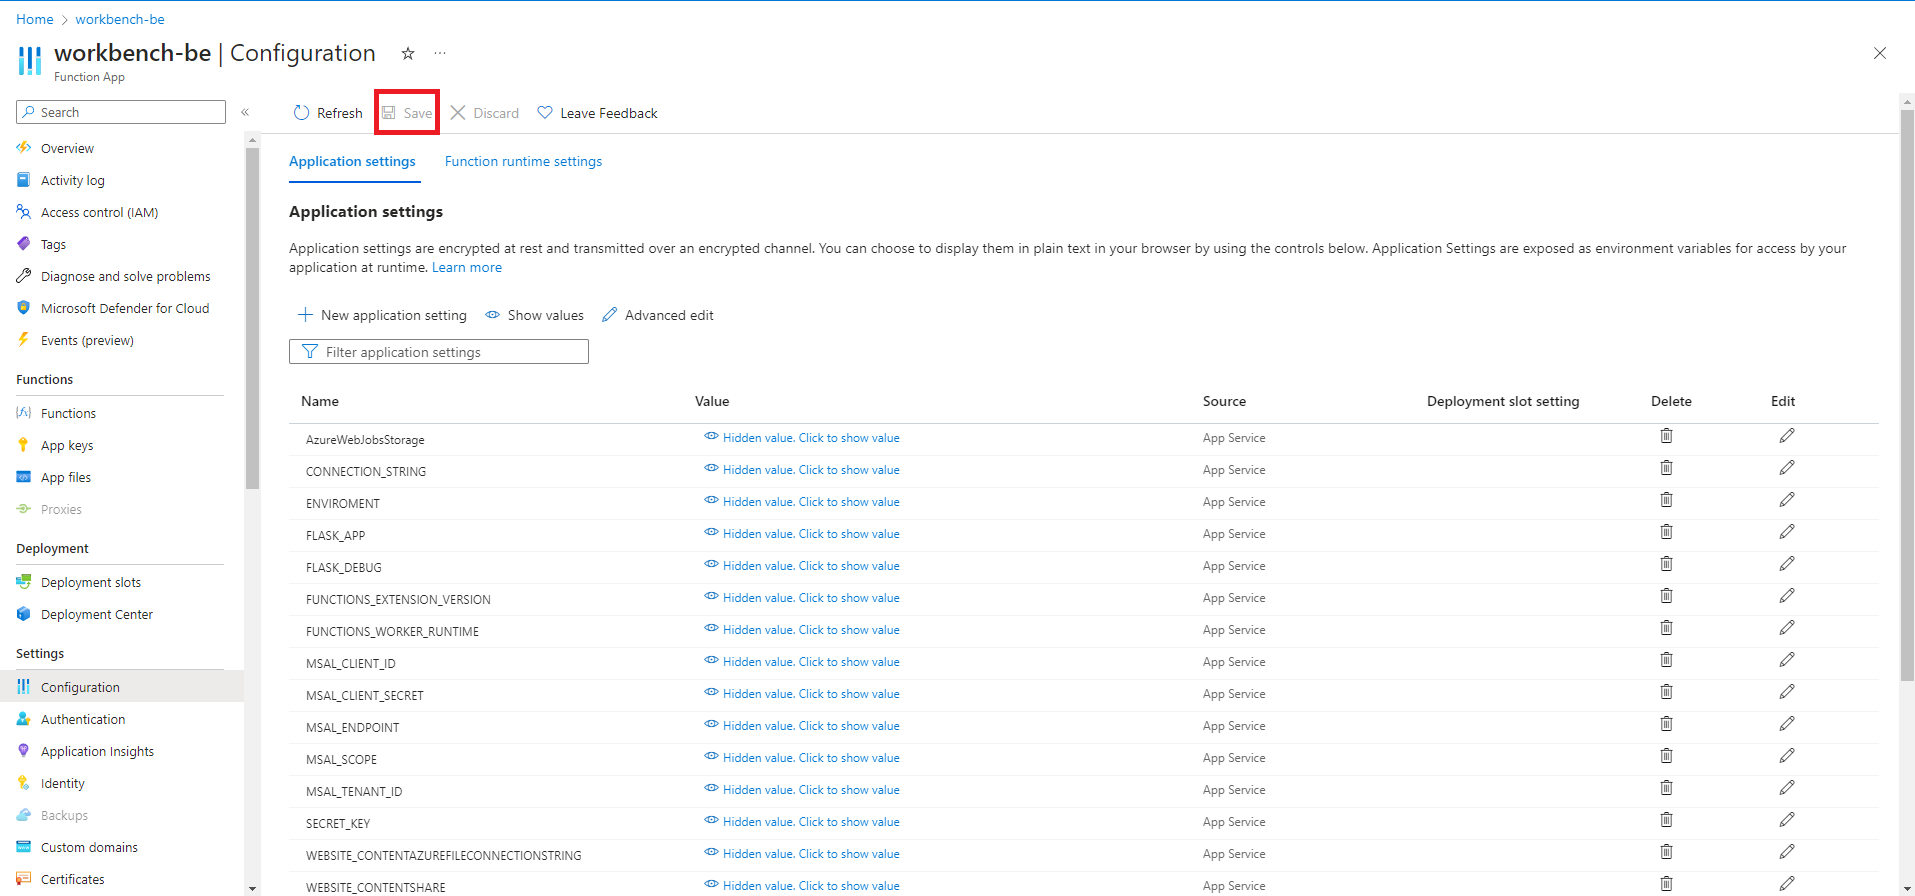 Home > workbench-be
workbench-be | Configuration
Function App
Search
Refresh Save Discard Leave Feedback
Overview
Activity log
Access control (IAM)
Tags
Diagnose and solve problems
Microsoft Defender for Cloud
Events (preview)
Functions
Functions
App keys
App files
Proxies
Deployment
Deployment slots
Deployment Center
Settings
Configuration
Authentication
Application Insights
Identity
Backups
Custom domains
Certificates
Application settings Function runtime settings
Application settings
Application settings are encrypted at rest and transmitted over an encrypted channel. You can choose to display them in plain text in your browser by using the controls below. Application Settings are exposed as environment variables for access by your
application at runtime. Learn more
New application setting Show values Advanced edit
Filter application settings
Name Value Source Deployment slot setting Delete Edit
AzureWebJobsStorage Hidden value. Click to show value App Service
CONNECTION_STRING Hidden value. Click to show value App Service
ENVIROMENT Hidden value. Click to show value App Service
FLASK_APP Hidden value. Click to show value App Service
FLASK_DEBUG Hidden value. Click to show value App Service
FUNCTIONS_EXTENSION_VERSION Hidden value. Click to show value App Service
FUNCTIONS_WORKER_RUNTIME Hidden value. Click to show value App Service
MSAL_CLIENT_ID Hidden value. Click to show value App Service
MSAL_CLIENT_SECRET Hidden value. Click to show value App Service
MSAL_ENDPOINT Hidden value. Click to show value App Service
MSAL_SCOPE Hidden value. Click to show value App Service
MSAL_TENANT_ID Hidden value. Click to show value App Service
SECRET_KEY Hidden value. Click to show value App Service
WEBSITE_CONTENTAZUREFILECONNECTIONSTRING Hidden value. Click to show value App Service
WEBSITE_CONTENTSHARE Hidden value. Click to show value App Service